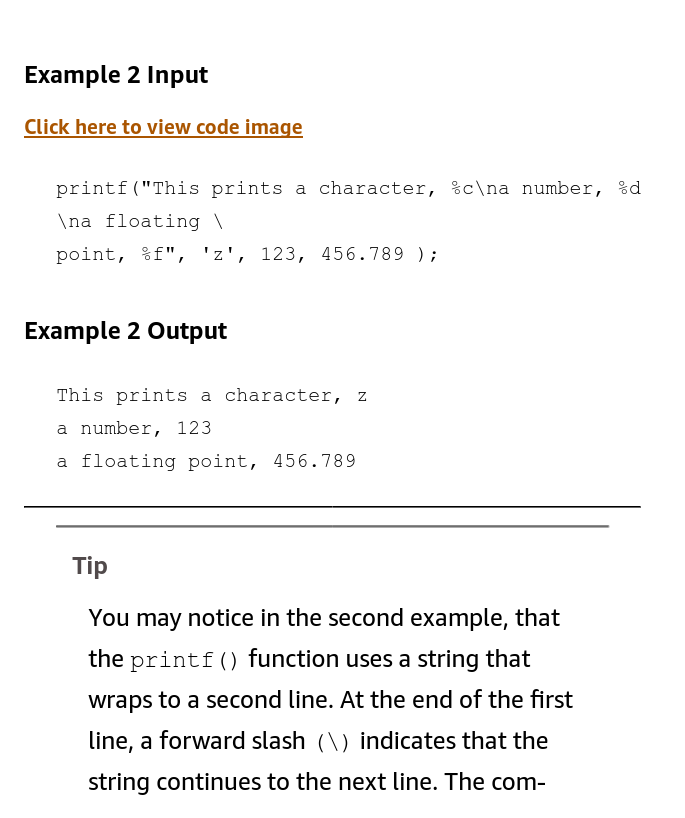 Example 2 Input
Click here to view code image
printf("This prints a character, %c\na number, %d
\na floating \
point, %f", 'z', 123, 456.789 );
Example 2 Output
This prints a character, z
a number, 123
a floating point, 456.789
Tip
You may notice in the second example, that
the printf() function uses a string that
wraps to a second line. At the end of the first
line, a forward slash (\) indicates that the
string continues to the next line. The com-